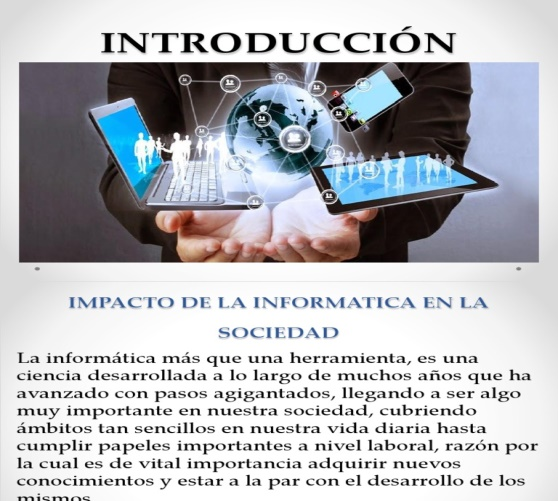 INTRODUCCIÓN
IMPACTO DE LA INFORMATICA EN LA
SOCIEDAD
La informática más que una herramienta, es una
ciencia desarrollada a lo largo de muchos años que ha
avanzado con pasos agigantados, llegando a ser algo
muy importante en nuestra sociedad, cubriendo
ámbitos tan sencillos en nuestra vida diaria hasta
cumplir papeles importantes a nivel laboral, razón por
la cual es de vital importancia adquirir nuevos
conocimientos y estar a la par con el desarrollo de los
mismos